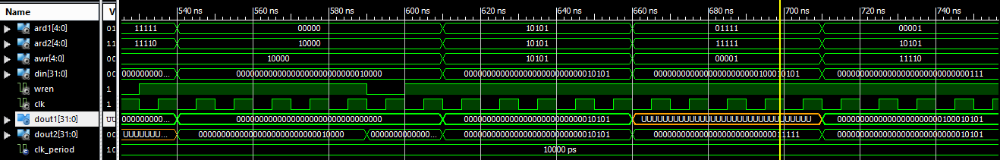 Name V 540 ns 560 ns 580 ns 600 ns 620 ns 640 ns 660 ns 680 ns 700 ns 720 ns 740 ns
ard1[4:0] 01 11111 00000 10101 01111 00001
ard2[4:0] 11 11110 10000 10101 11111 10101
awr[4:0] 00 10000 10101 00001 11110
din[31:0] 00 000000000... 00000000000000000000000000010000 00000000000000000000000000010101 00000000000000000000000100010101 00000000000000000000000000000111
wren 1
clk 1
dout1[31:0] UU 000000000... 00000000000000000000000000000000 00000000000000000000000000010101 UUUUUUUUUUUUUUUUUUUUUUUUUUUUUUUU 00000000000000000000000100010101
dout2[31:0] 00 UUUUUUU... 00000000000000000000000000010000 0000000000000... 00000000000000000000000000010101 00000000000000000000000000011111 00000000000000000000000000010101
clk_period 10 10000 ps